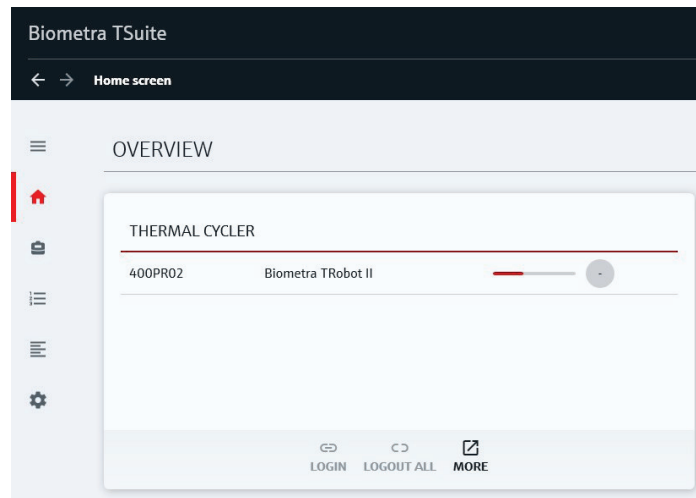 Biometra TSuite
Home screen
OVERVIEW
THERMAL CYCLER
400PR02 Biometra TRobot II -
LOGIN LOGOUT ALL MORE